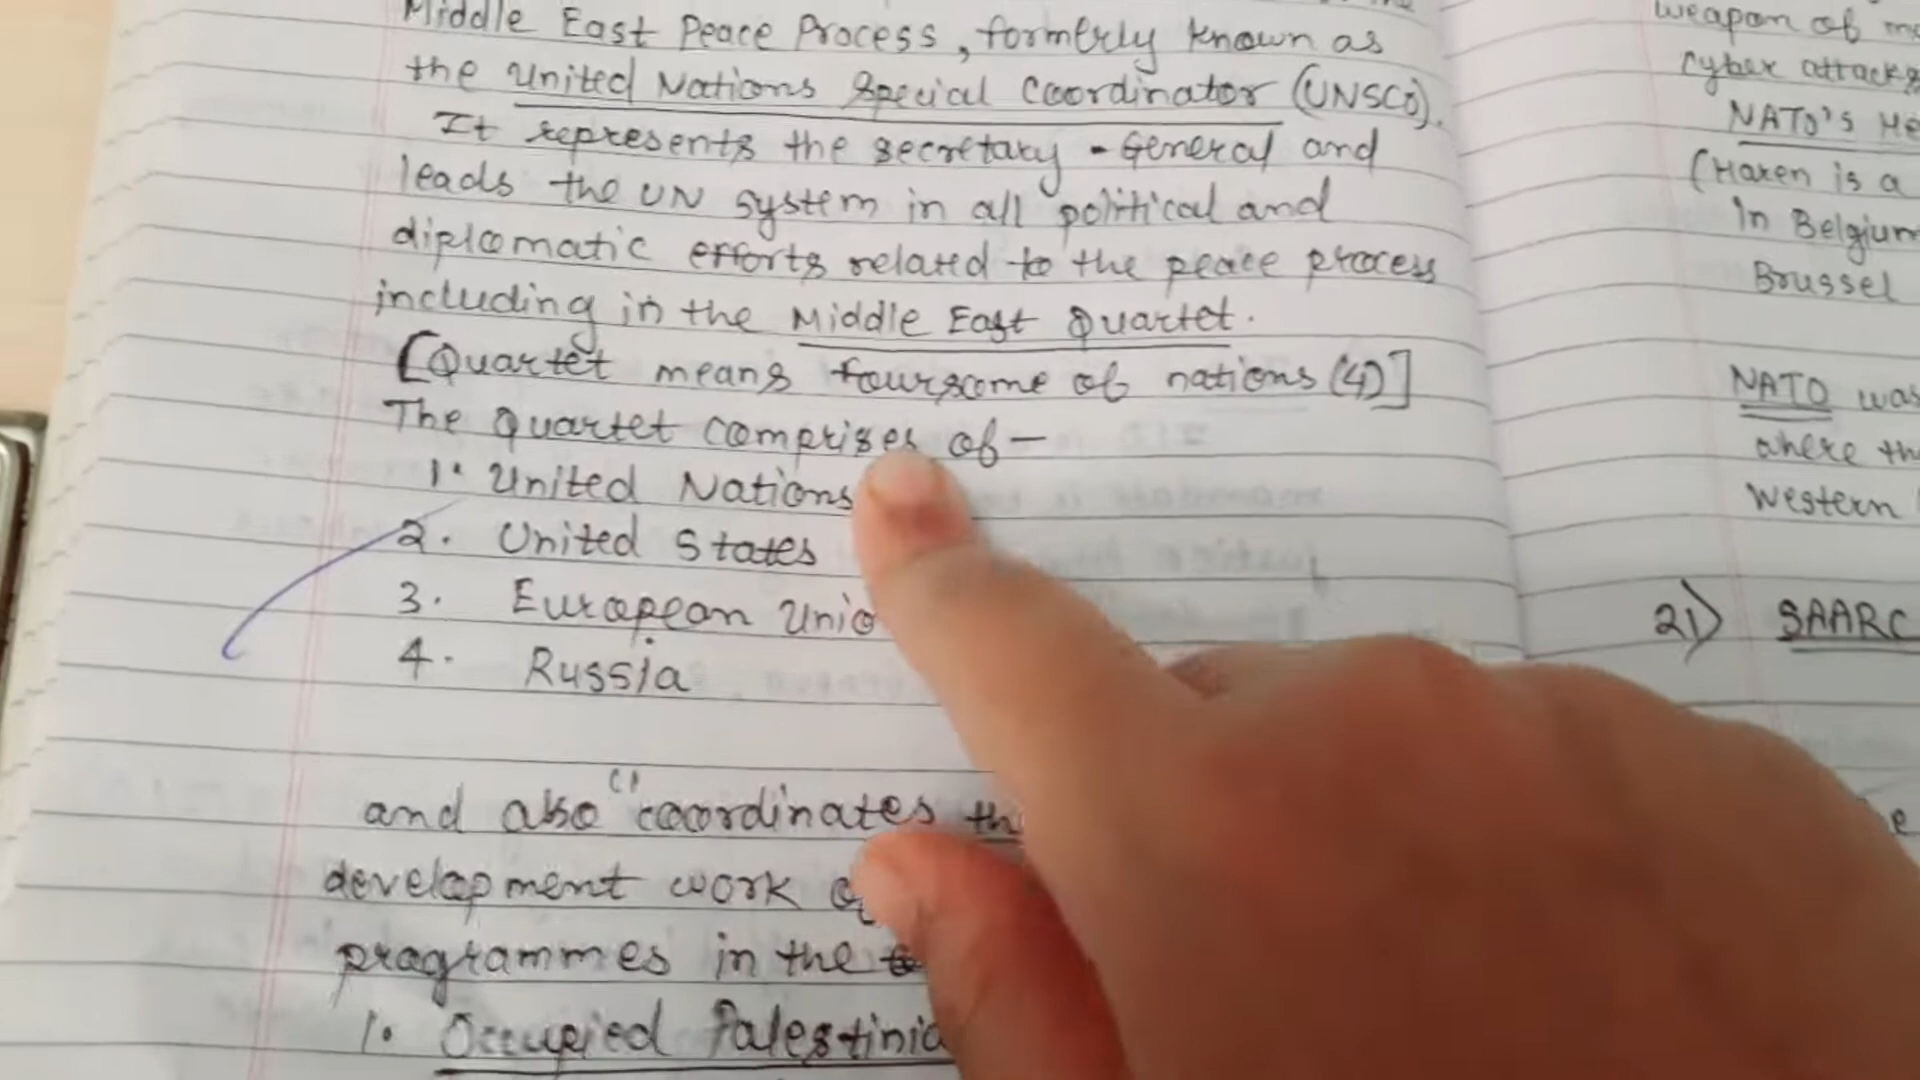 Middle East Peace Process, formerly known as
the United Nations Special Coordinator (UNSCO).
It represents the secretary - General and
leads the UN system in all political and
diplomatic efforts related to the peace process
including in the Middle East Quartet.
[Quartet means foursome of nations (4)]
The Quartet comprises of —
1. United Nations
2. United States
3. European Unio
4. Russia
and also "coordinates th
development work
programmes in the
1. Occupied Palestinia
weapon of
cyber attacks
NATO's He
(Haren is a
in Belgium
Brussel
NATO was
where th
Western
21) SAARC